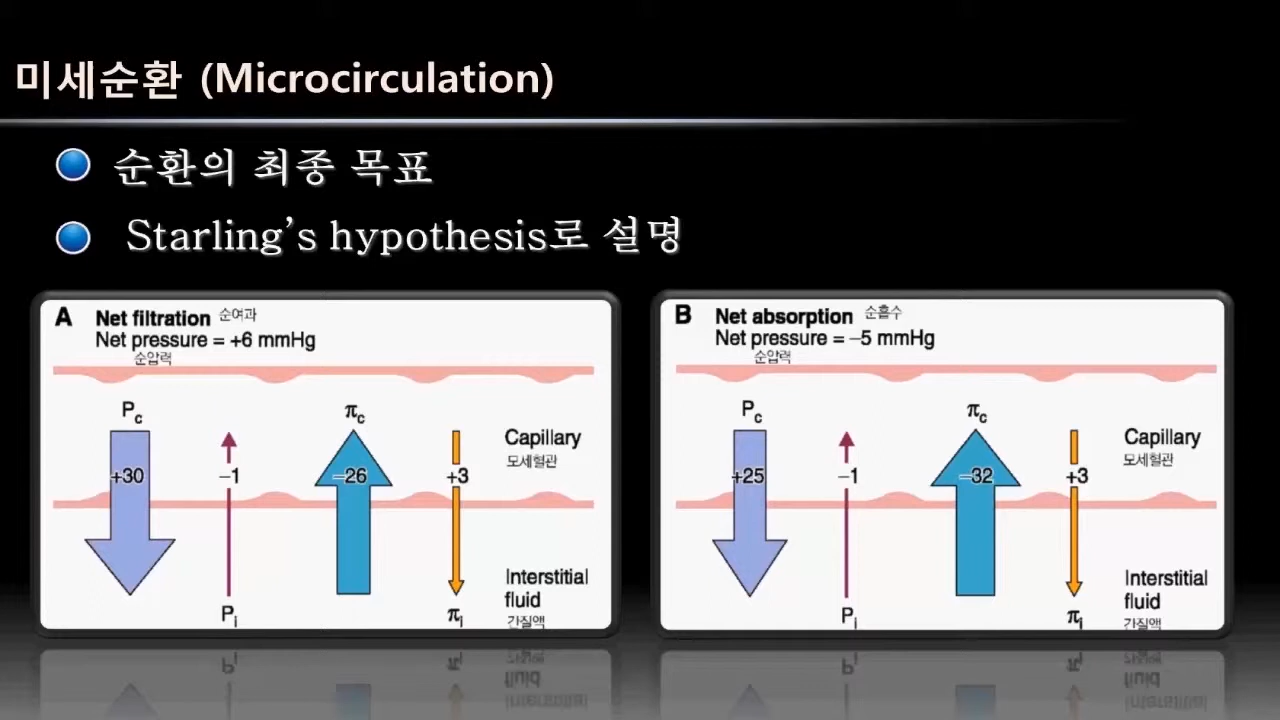 미세순환 (Microcirculation)
순환의 최종 목표
Starling’s hypothesis로 설명
A Net filtration 순여과
Net pressure = +6 mmHg
순압력
Pc πc
Capillary
모세혈관
+30 –1 –26 +3
Interstitial
fluid
간질액
Pi πi
B Net absorption 순흡수
Net pressure = –5 mmHg
순압력
Pc πc
Capillary
모세혈관
+25 –1 –32 +3
Interstitial
fluid
간질액
Pi πi